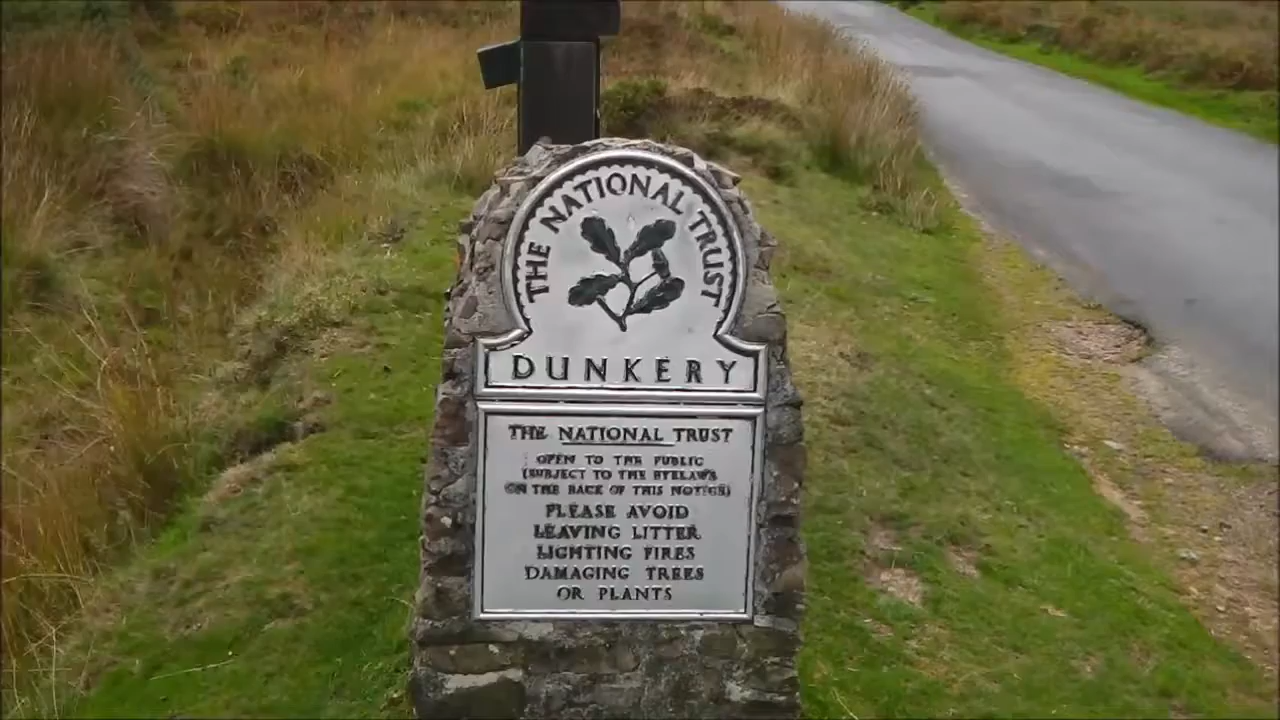 THE NATIONAL TRUST
DUNKERY
THE NATIONAL TRUST
OPEN TO THE PUBLIC
(SUBJECT TO THE BYELAWS
ON THE BACK OF THIS NOTICE)
PLEASE AVOID
LEAVING LITTER
LIGHTING FIRES
DAMAGING TREES
OR PLANTS